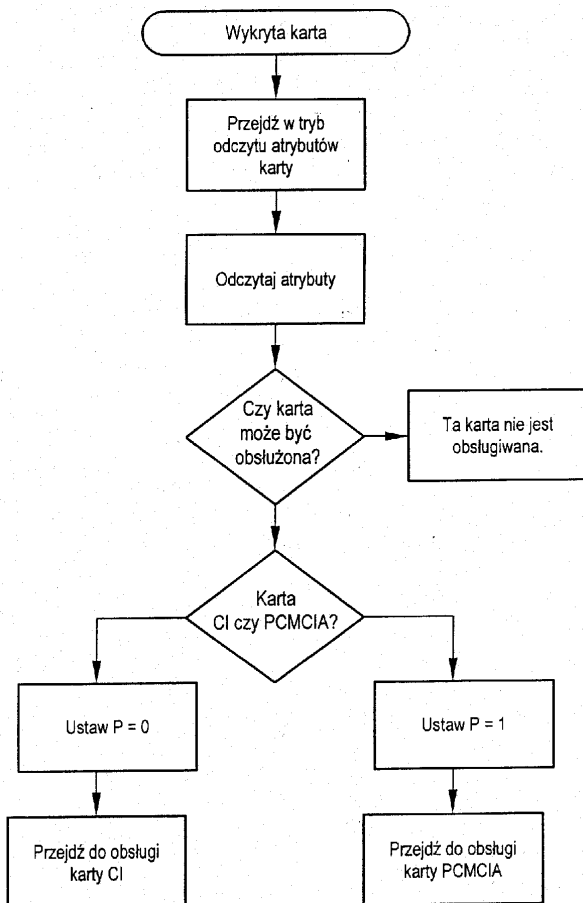 Wykryta karta
Przejdź w tryb
odczytu atrybutów
karty
Odczytaj atrybuty
Czy karta
może być
obsłużona?
Ta karta nie jest
obsługiwana.
Karta
CI czy PCMCIA?
Ustaw P = 0
Ustaw P = 1
Przejdź do obsługi
karty CI
Przejdź do obsługi
karty PCMCIA